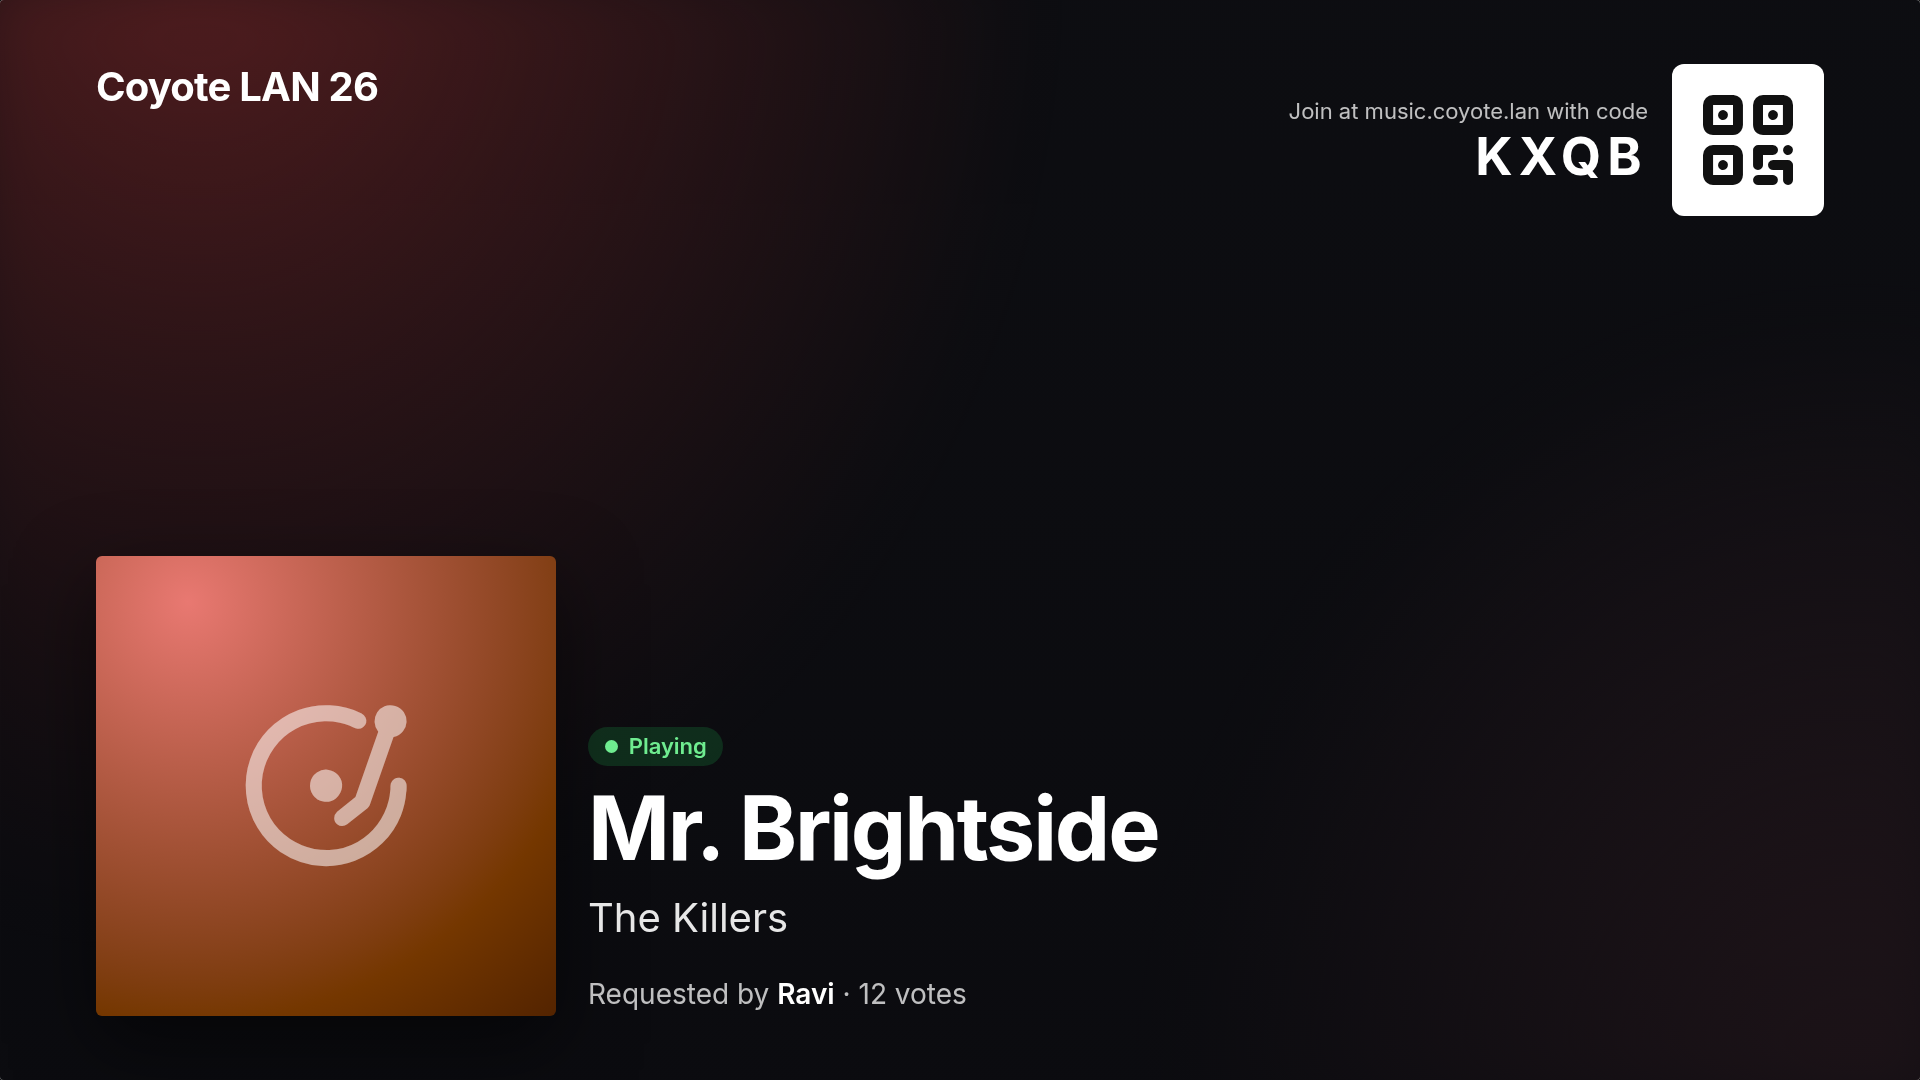 Coyote LAN 26
Join at music.coyote.lan with code
KXQB
Playing
Mr. Brightside
The Killers
Requested by Ravi · 12 votes